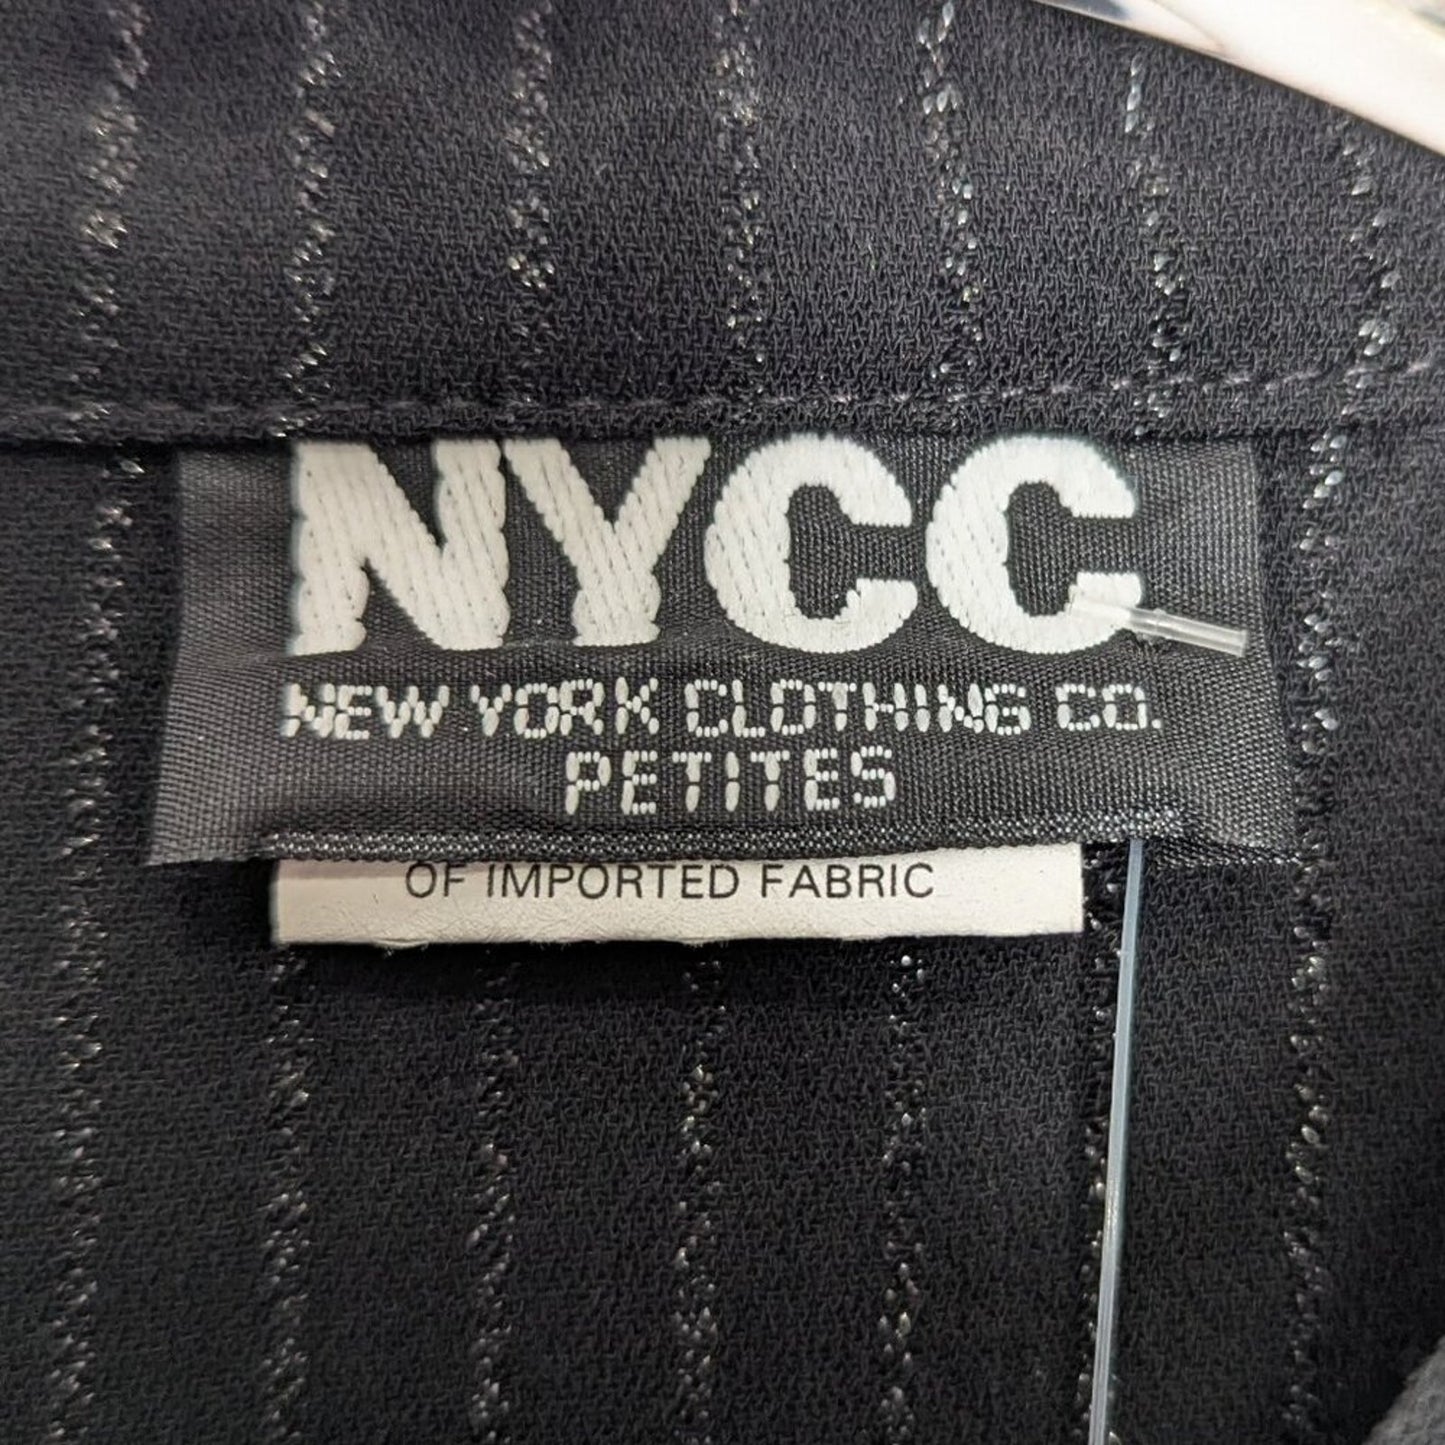 NYCC
NEW YORK CLOTHING CO.
PETITES
OF IMPORTED FABRIC